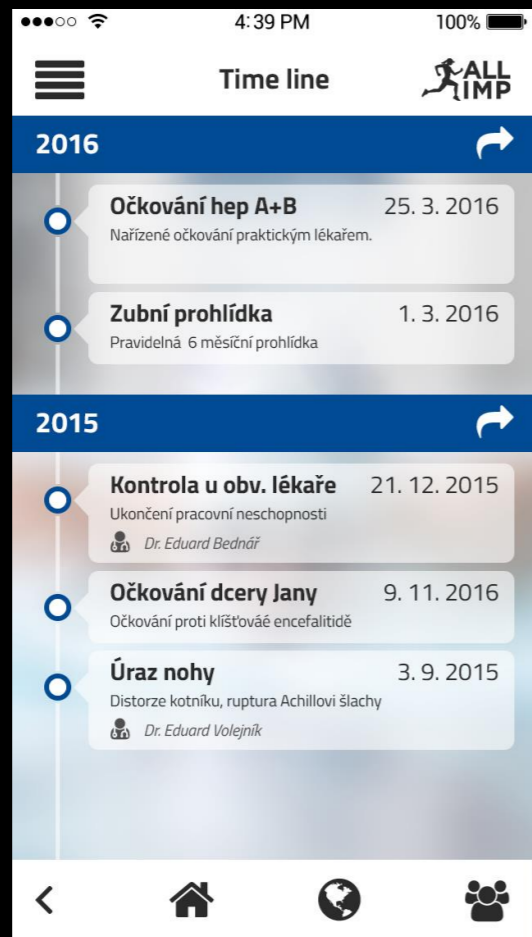 4:39 PM 100%
Time line
ALL
IMP
2016
Očkování hep A+B 25. 3. 2016
Nařízené očkování praktickým lékařem.
Zubní prohlídka 1. 3. 2016
Pravidelná 6 měsíční prohlídka
2015
Kontrola u obv. lékaře 21. 12. 2015
Ukončení pracovní neschopnosti
Dr. Eduard Bednář
Očkování dcery Jany 9. 11. 2016
Očkování proti klíšťováé encefalitidě
Úraz nohy 3. 9. 2015
Distorze kotníku, ruptura Achillovi šlachy
Dr. Eduard Volejník